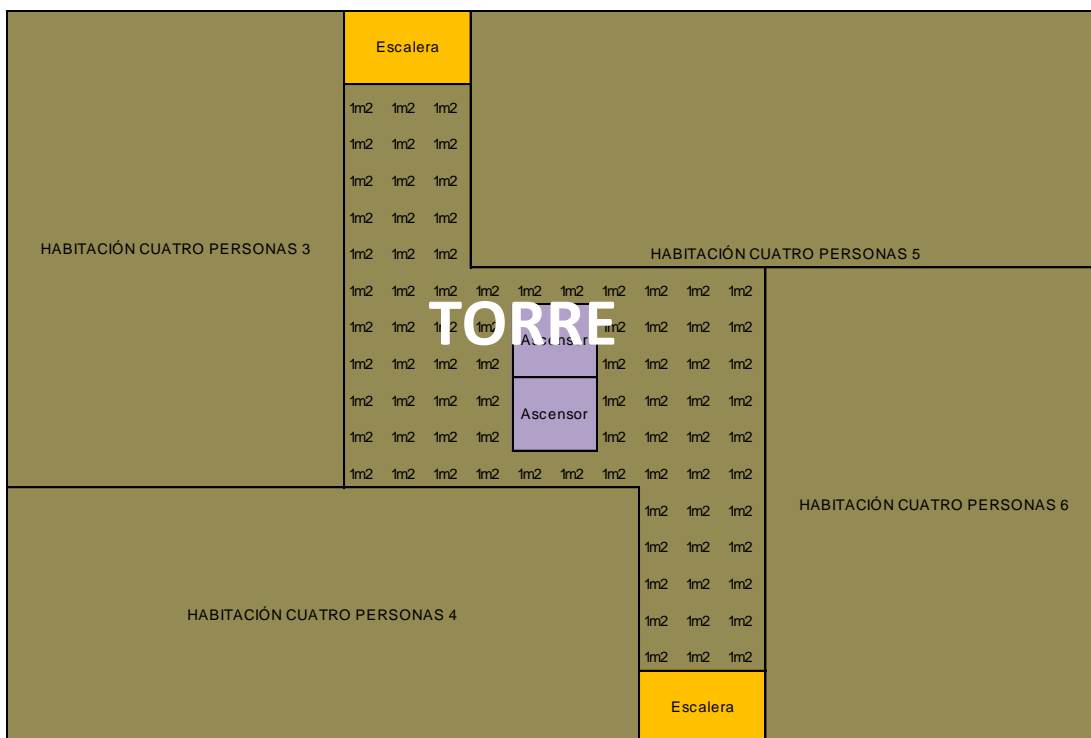 Escalera
1m2 1m2 1m2
1m2 1m2 1m2
1m2 1m2 1m2
1m2 1m2 1m2
HABITACIÓN CUATRO PERSONAS 3
1m2 1m2 1m2
HABITACIÓN CUATRO PERSONAS 5
1m2 1m2 1m2 1m2 1m2 1m2 1m2 1m2 1m2 1m2
TORRE
1m2 1m2 1m2 1m2 1m2 1m2 1m2 1m2
Ascensor
1m2 1m2 1m2 1m2 1m2 1m2 1m2 1m2
1m2 1m2 1m2 1m2 1m2 1m2 1m2 1m2
Ascensor
1m2 1m2 1m2 1m2 1m2 1m2 1m2 1m2
1m2 1m2 1m2 1m2 1m2 1m2 1m2 1m2 1m2 1m2
HABITACIÓN CUATRO PERSONAS 6
1m2 1m2 1m2
1m2 1m2 1m2
1m2 1m2 1m2
HABITACIÓN CUATRO PERSONAS 4
1m2 1m2 1m2
1m2 1m2 1m2
Escalera